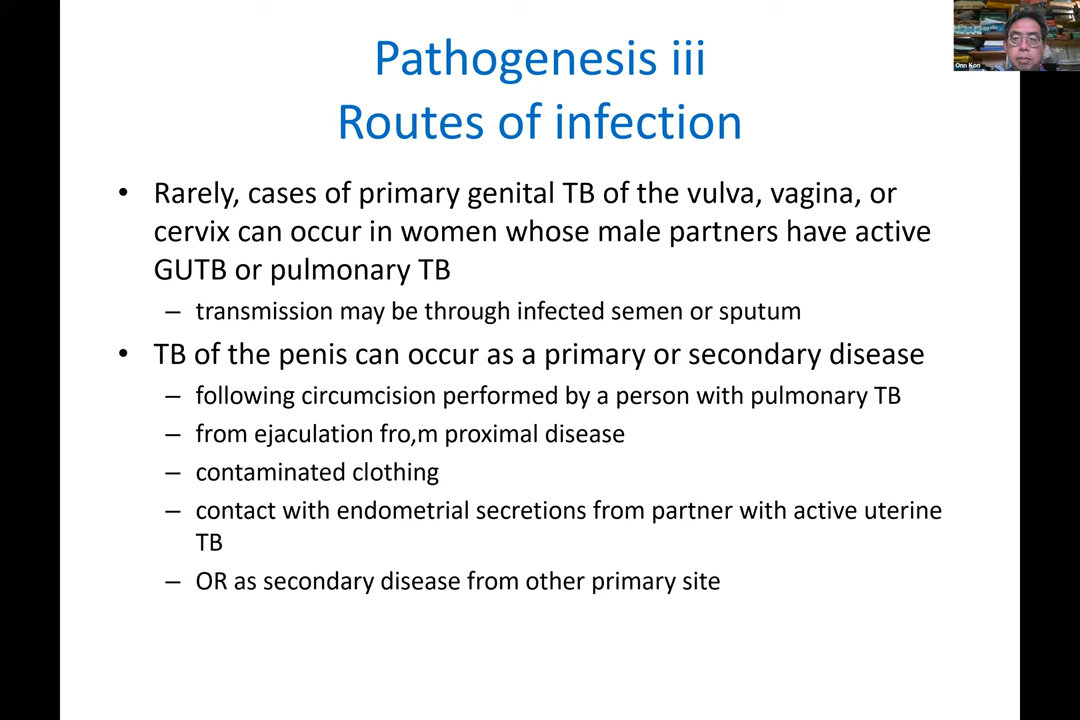 Pathogenesis iii
Routes of infection
Onn Kon
• Rarely, cases of primary genital TB of the vulva, vagina, or
cervix can occur in women whose male partners have active
GUTB or pulmonary TB
– transmission may be through infected semen or sputum
• TB of the penis can occur as a primary or secondary disease
– following circumcision performed by a person with pulmonary TB
– from ejaculation fro,m proximal disease
– contaminated clothing
– contact with endometrial secretions from partner with active uterine
TB
– OR as secondary disease from other primary site